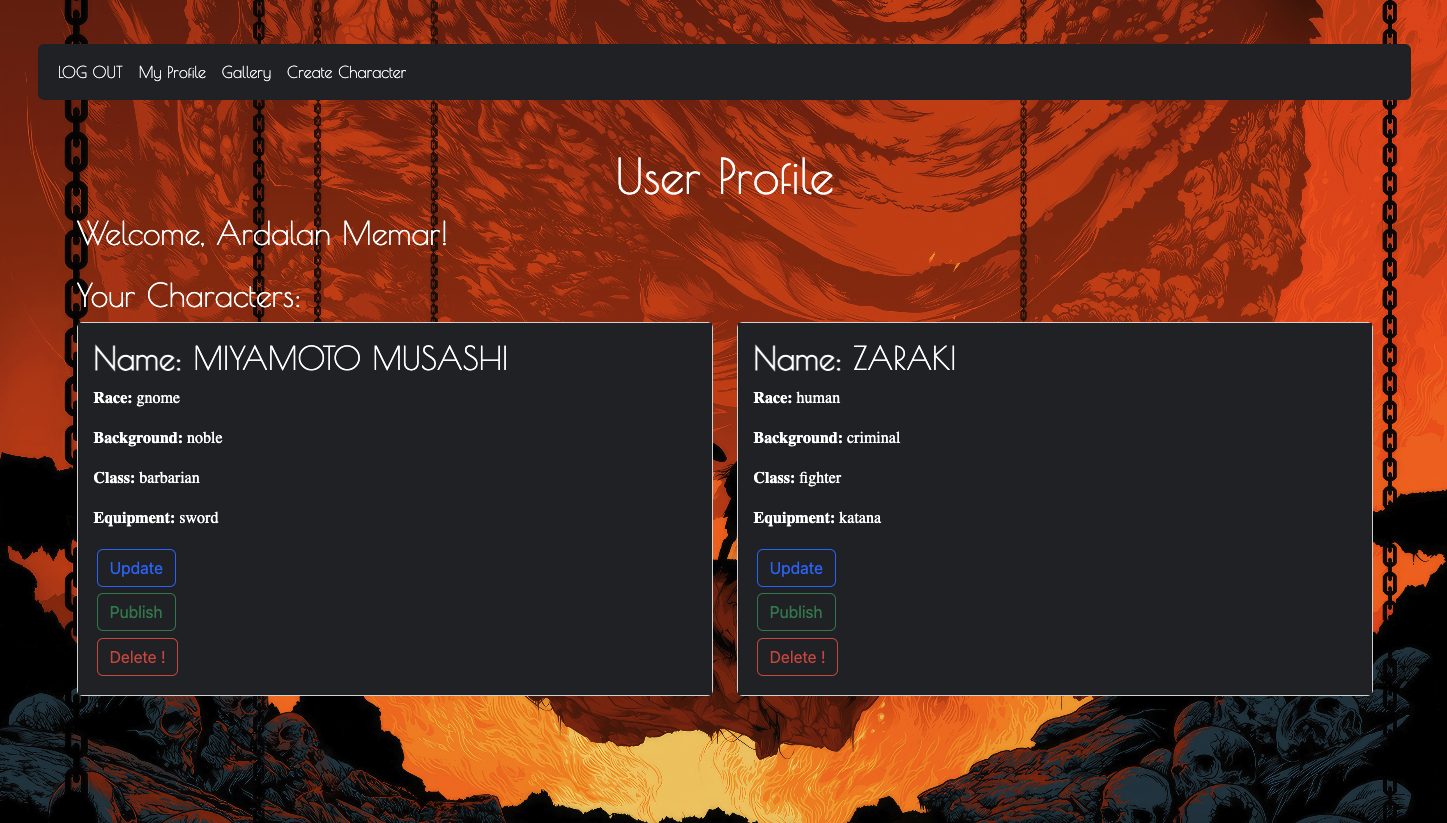 LOG OUT My Profile Gallery Create Character
User Profile
Welcome, Ardalan Memar!
Your Characters:
Name: MIYAMOTO MUSASHI
Race: gnome
Background: noble
Class: barbarian
Equipment: sword
Update
Publish
Delete !
Name: ZARAKI
Race: human
Background: criminal
Class: fighter
Equipment: katana
Update
Publish
Delete !